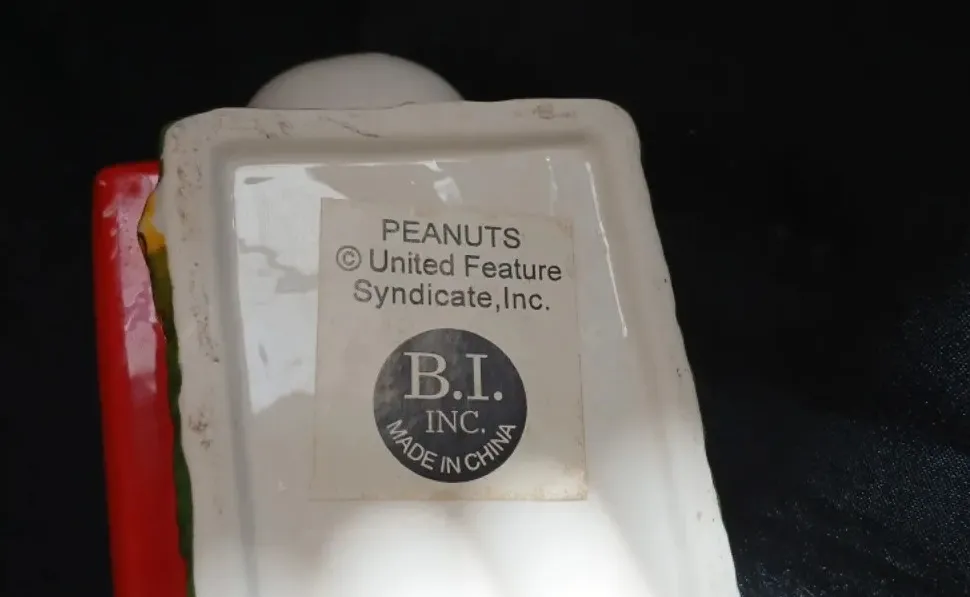 PEANUTS
© United Feature
Syndicate,Inc.
B.I.
INC.
MADE IN CHINA